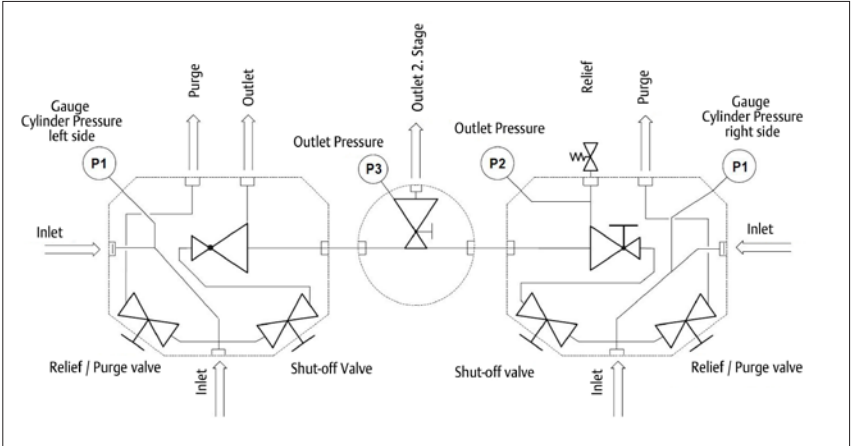 Purge
Outlet
Outlet 2. Stage
Relief
Purge
Gauge
Cylinder Pressure
left side
Gauge
Cylinder Pressure
right side
Outlet Pressure
Outlet Pressure
P1
P3
P2
P1
Inlet
Inlet
Relief / Purge valve
Shut-off Valve
Shut-off valve
Relief / Purge valve
Inlet
Inlet